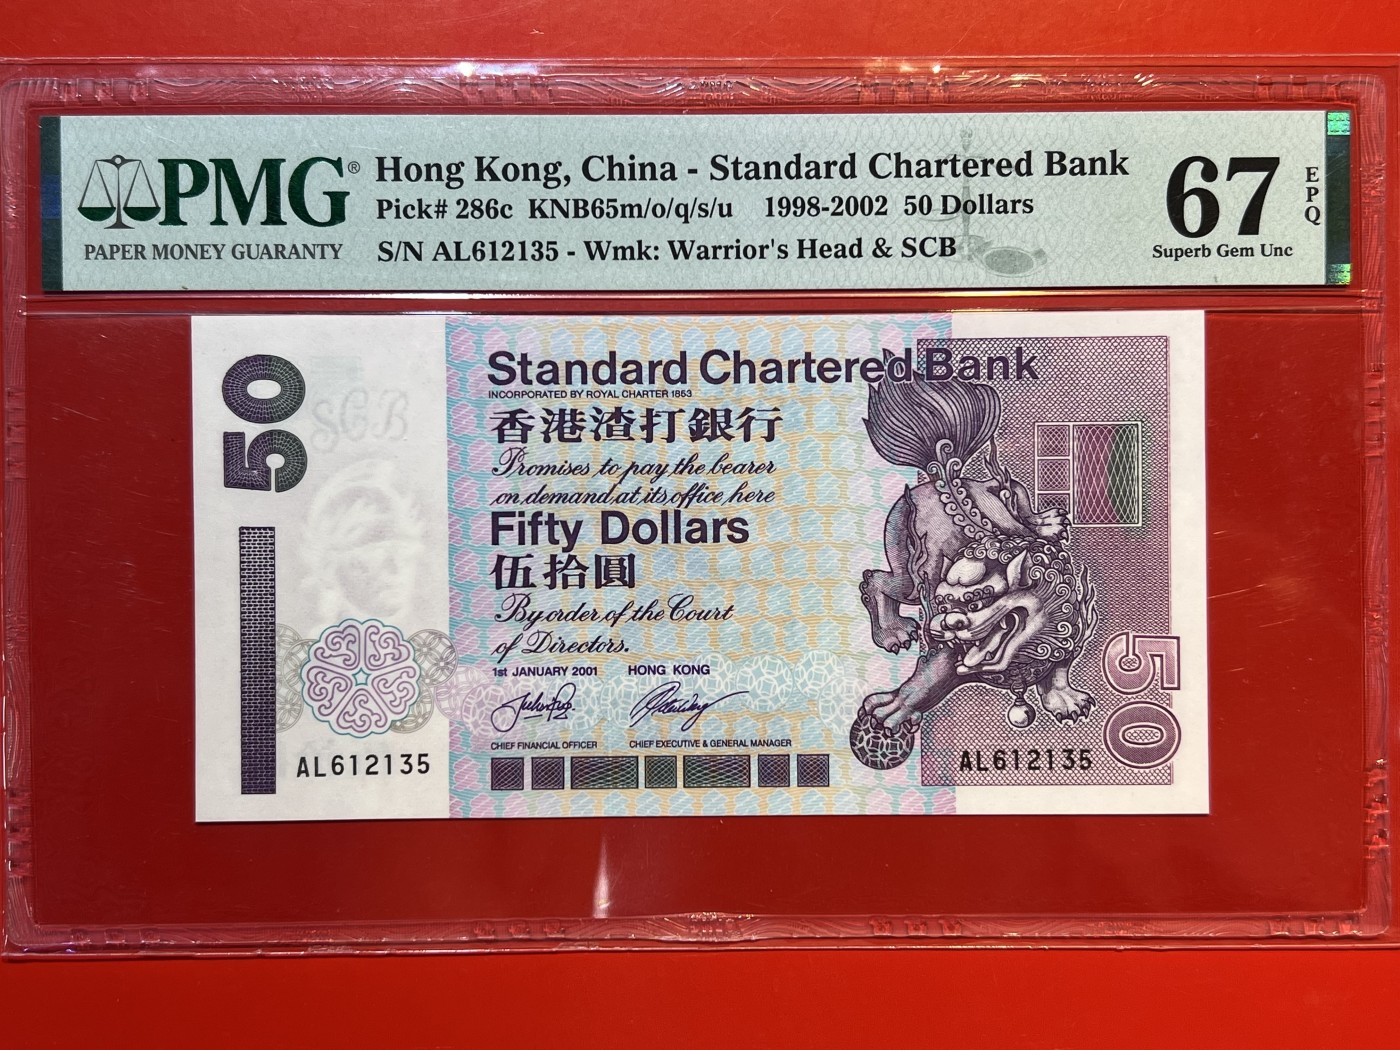 PMG®
PAPER MONEY GUARANTY
Hong Kong, China - Standard Chartered Bank
Pick# 286c KNB65m/o/q/s/u 1998-2002 50 Dollars
S/N AL612135 - Wmk: Warrior's Head & SCB
67
EPQ
Superb Gem Unc
50
SCB
Standard Chartered Bank
INCORPORATED BY ROYAL CHARTER 1853
香港渣打銀行
Promises to pay the bearer
on demand at its office here
Fifty Dollars
伍拾圓
By order of the Court
of Directors.
1st JANUARY 2001 HONG KONG
CHIEF FINANCIAL OFFICER CHIEF EXECUTIVE & GENERAL MANAGER
AL612135
AL612135
50